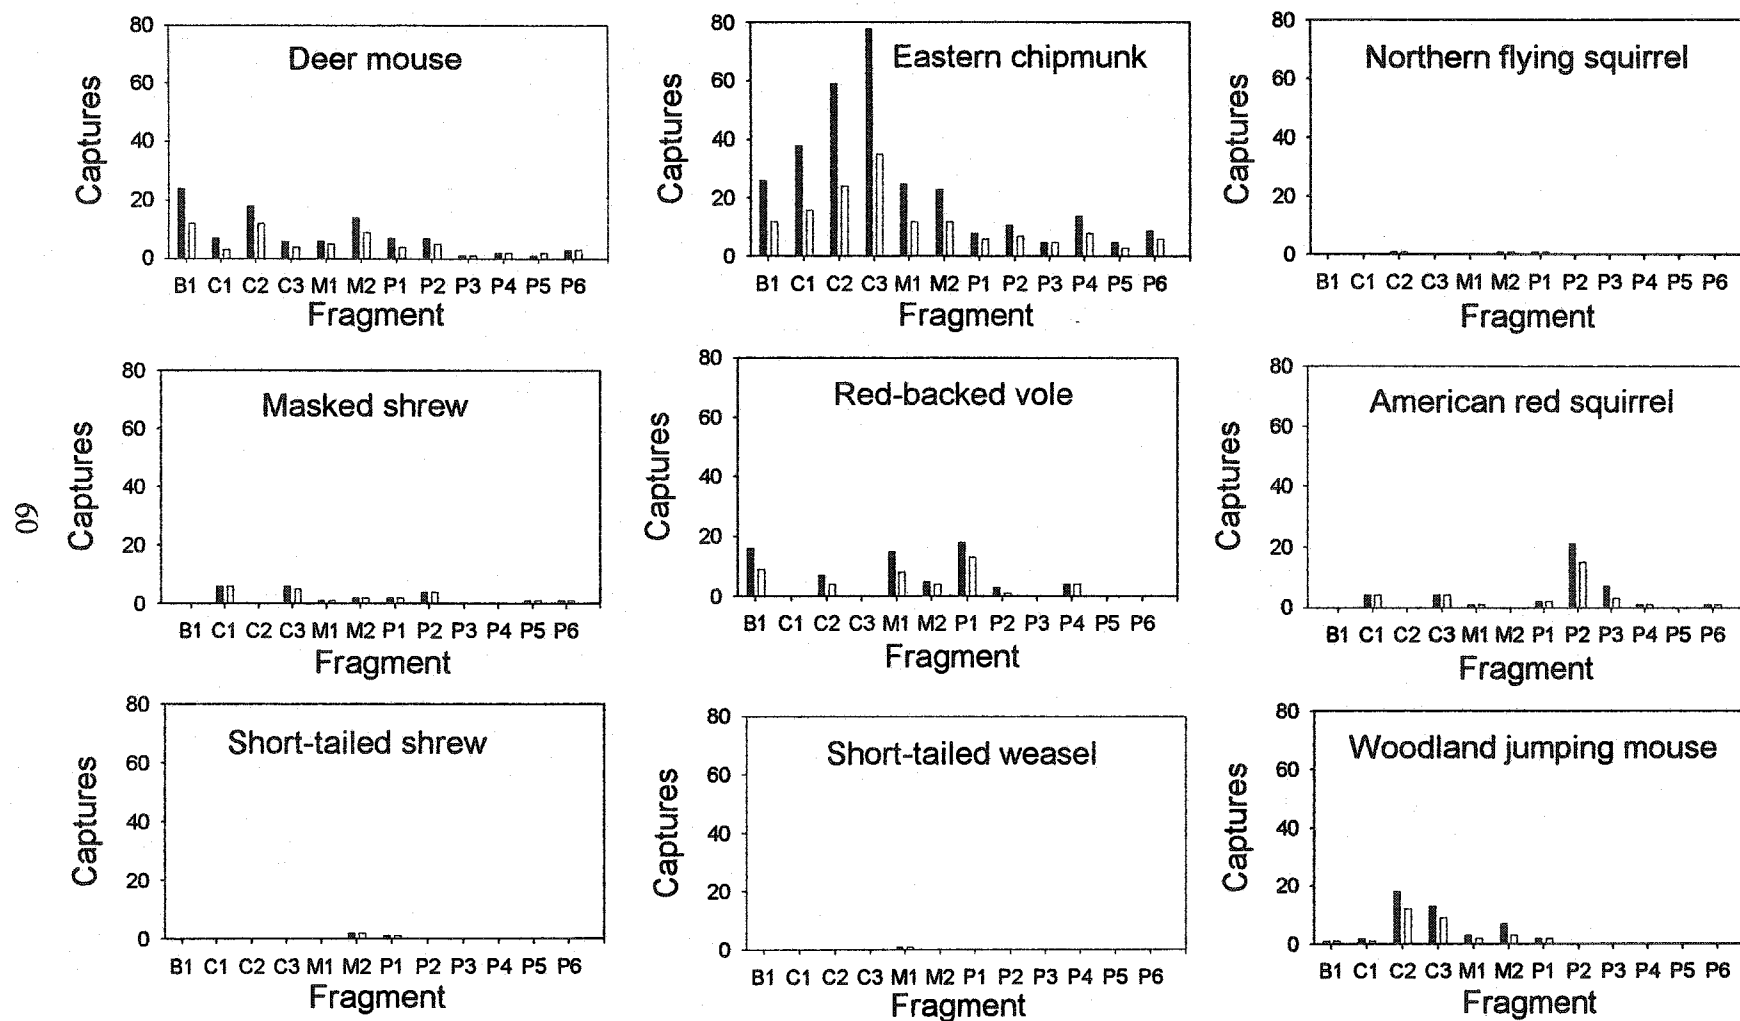 Deer mouse
80
60
40
20
0
Captures
B1 C1 C2 C3 M1 M2 P1 P2 P3 P4 P5 P6
Fragment
Eastern chipmunk
80
60
40
20
0
Captures
B1 C1 C2 C3 M1 M2 P1 P2 P3 P4 P5 P6
Fragment
Northern flying squirrel
80
60
40
20
0
Captures
B1 C1 C2 C3 M1 M2 P1 P2 P3 P4 P5 P6
Fragment
Masked shrew
80
60
40
20
0
Captures
B1 C1 C2 C3 M1 M2 P1 P2 P3 P4 P5 P6
Fragment
Red-backed vole
80
60
40
20
0
Captures
B1 C1 C2 C3 M1 M2 P1 P2 P3 P4 P5 P6
Fragment
American red squirrel
80
60
40
20
0
Captures
B1 C1 C2 C3 M1 M2 P1 P2 P3 P4 P5 P6
Fragment
Short-tailed shrew
80
60
40
20
0
Captures
B1 C1 C2 C3 M1 M2 P1 P2 P3 P4 P5 P6
Fragment
Short-tailed weasel
80
60
40
20
0
Captures
B1 C1 C2 C3 M1 M2 P1 P2 P3 P4 P5 P6
Fragment
Woodland jumping mouse
80
60
40
20
0
Captures
B1 C1 C2 C3 M1 M2 P1 P2 P3 P4 P5 P6
Fragment
60